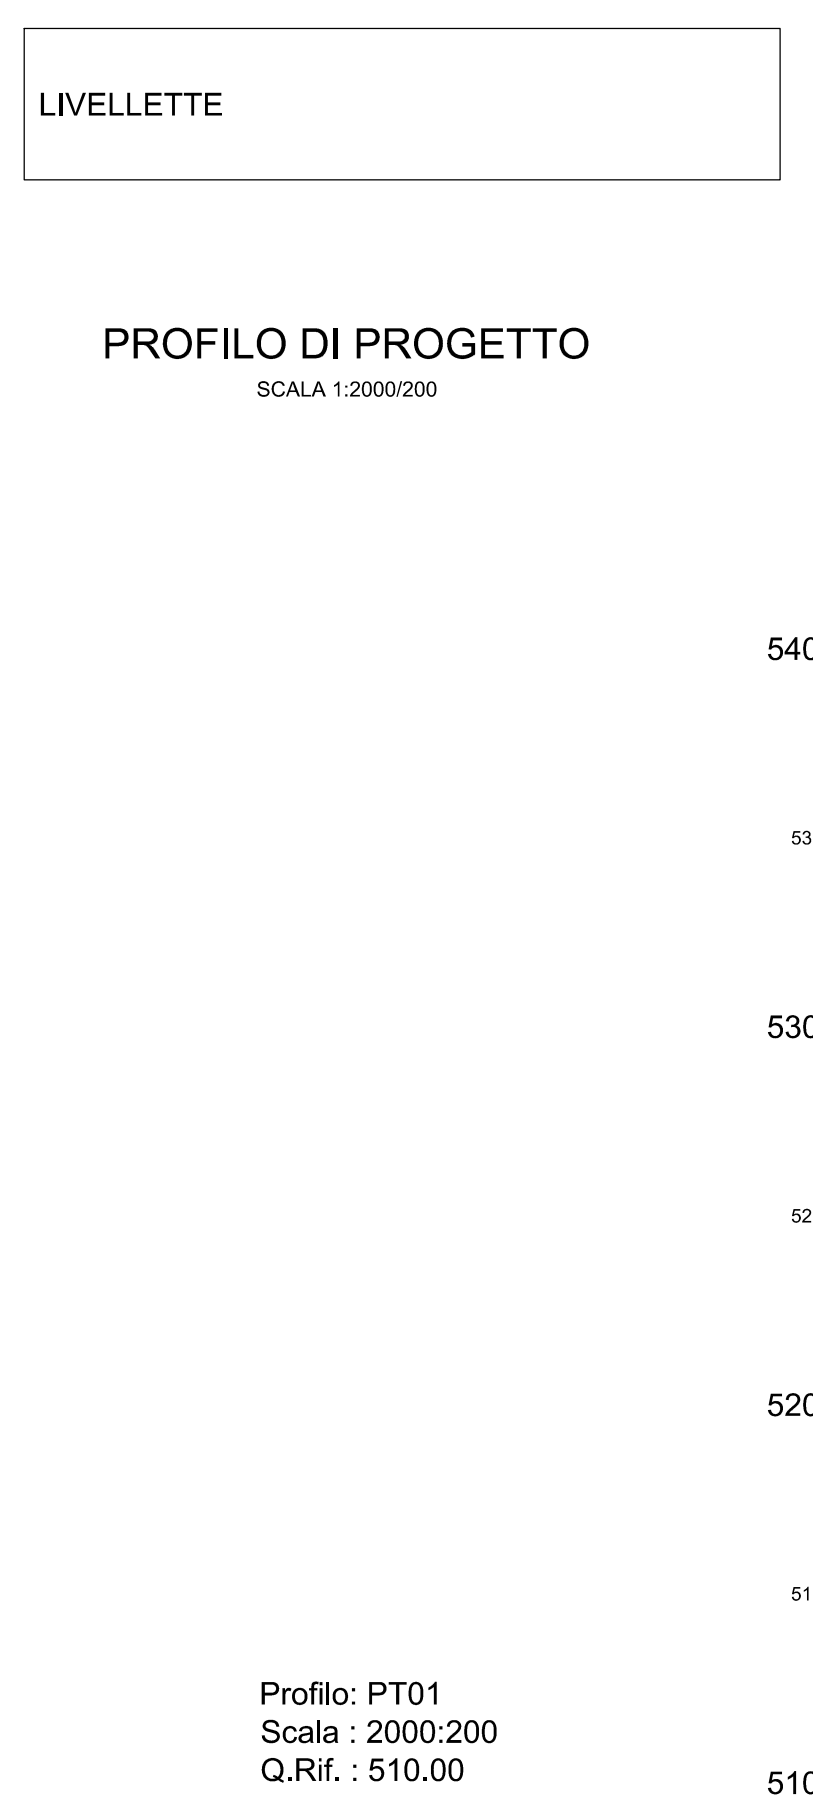 LIVELLETTE
PROFILO DI PROGETTO
SCALA 1:2000/200
540
53
530
52
520
51
Profilo: PT01
Scala : 2000:200
Q.Rif. : 510.00
510